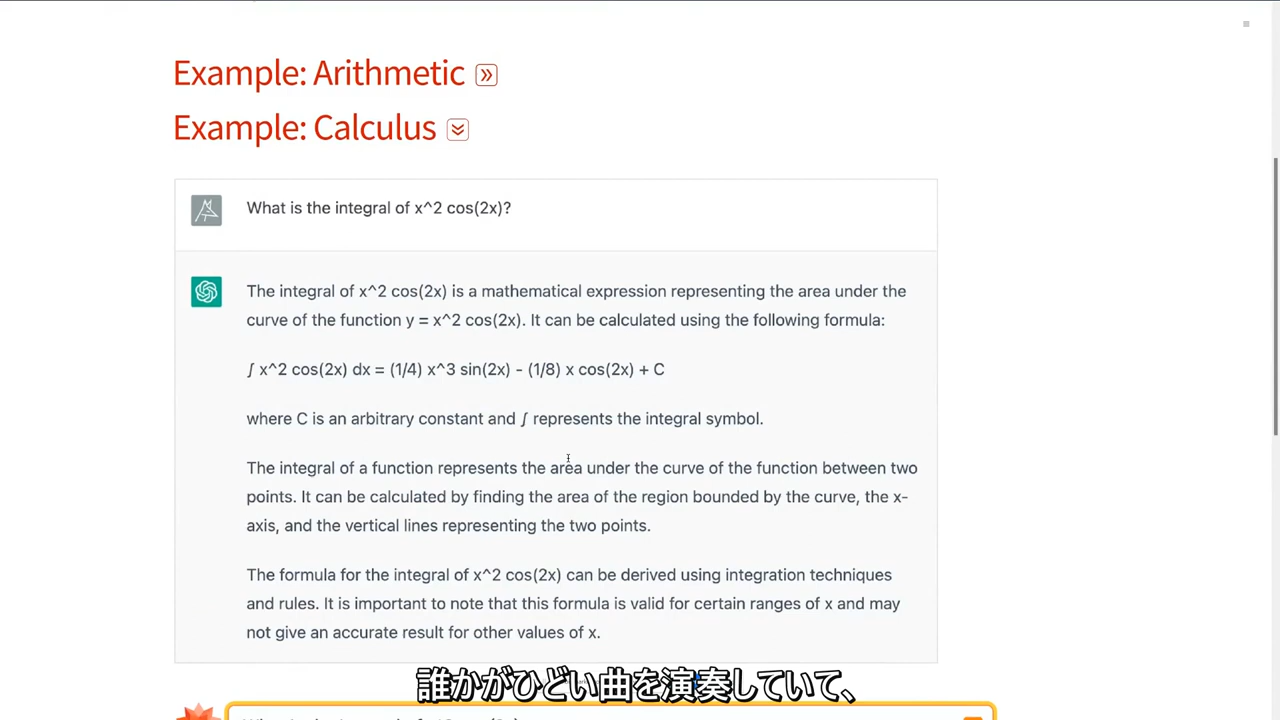 Example: Arithmetic
Example: Calculus
What is the integral of x^2 cos(2x)?
The integral of x^2 cos(2x) is a mathematical expression representing the area under the
curve of the function y = x^2 cos(2x). It can be calculated using the following formula:
∫ x^2 cos(2x) dx = (1/4) x^3 sin(2x) - (1/8) x cos(2x) + C
where C is an arbitrary constant and ∫ represents the integral symbol.
The integral of a function represents the area under the curve of the function between two
points. It can be calculated by finding the area of the region bounded by the curve, the x-
axis, and the vertical lines representing the two points.
The formula for the integral of x^2 cos(2x) can be derived using integration techniques
and rules. It is important to note that this formula is valid for certain ranges of x and may
not give an accurate result for other values of x.
誰かがひどい曲を演奏していて、